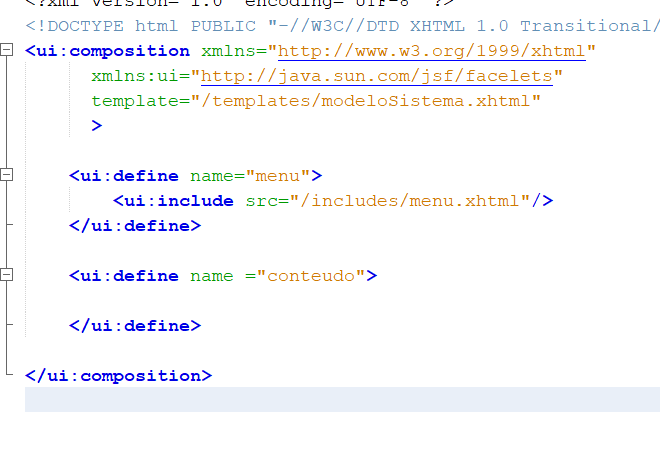 <?xml version="1.0" encoding="UTF-8" ?>
<!DOCTYPE html PUBLIC "-//W3C//DTD XHTML 1.0 Transitional/
<ui:composition xmlns="http://www.w3.org/1999/xhtml"
xmlns:ui="http://java.sun.com/jsf/facelets"
template="/templates/modeloSistema.xhtml"
>
<ui:define name="menu">
<ui:include src="/includes/menu.xhtml"/>
</ui:define>
<ui:define name ="conteudo">
</ui:define>
</ui:composition>